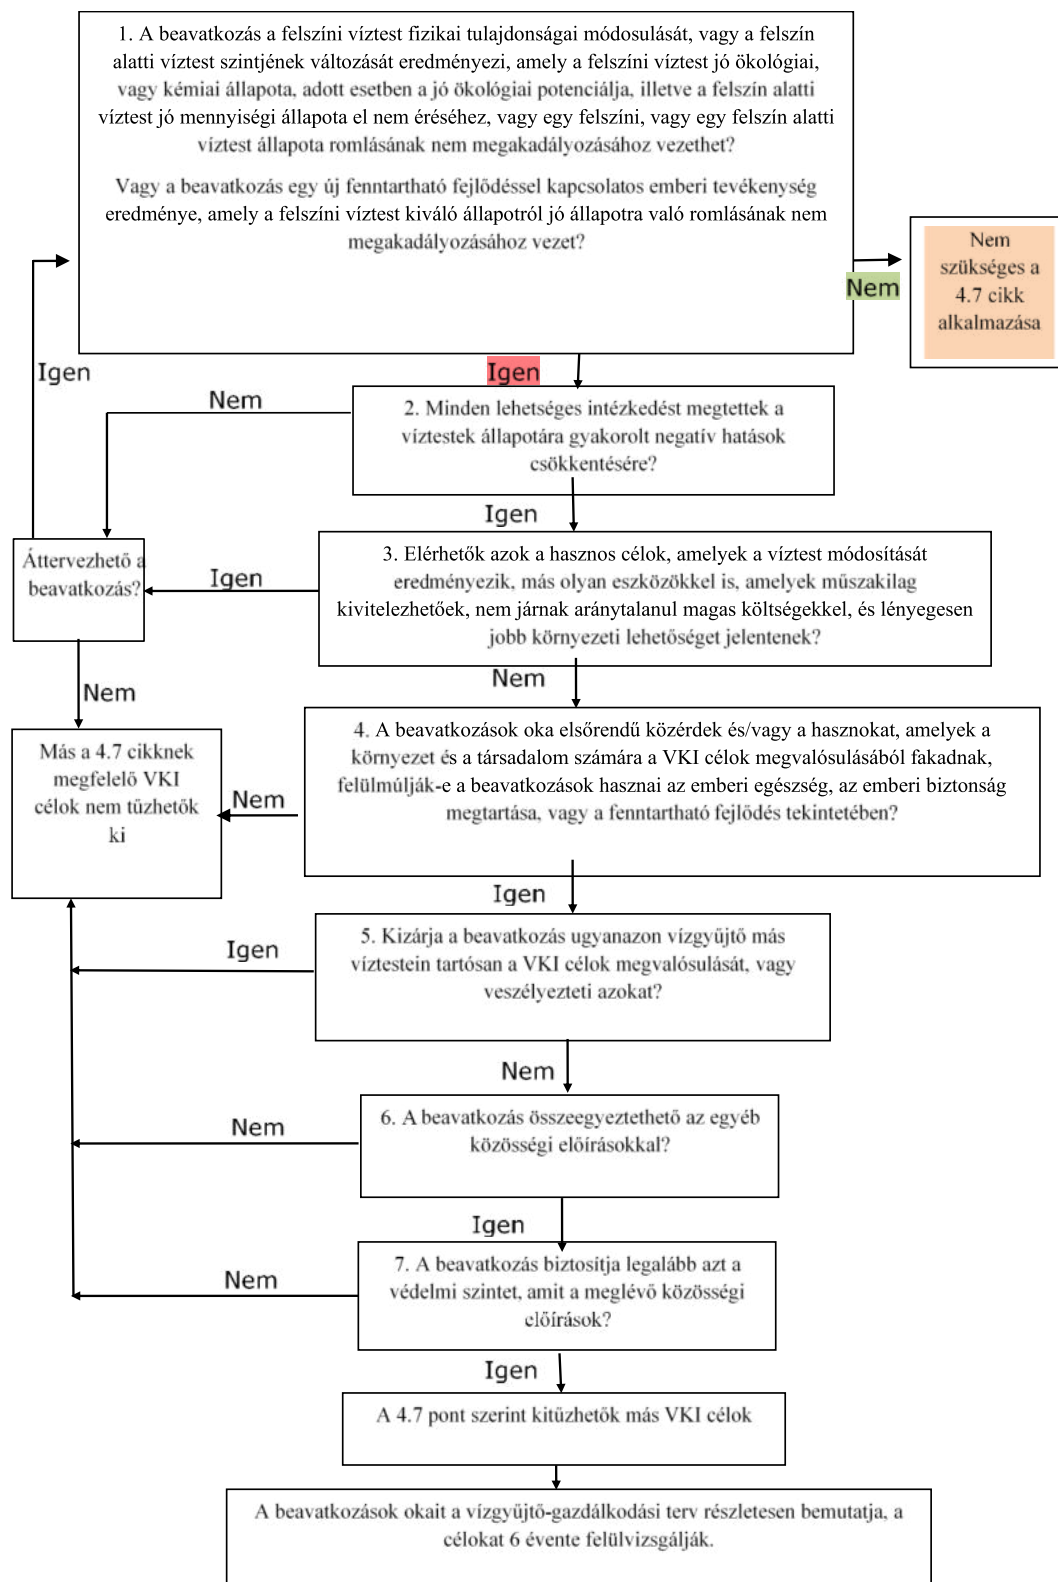 1. A beavatkozás a felszíni víztest fizikai tulajdonságai módosulását, vagy a felszín
alatti víztest szintjének változását eredményezi, amely a felszíni víztest jó ökológiai,
vagy kémiai állapota, adott esetben a jó ökológiai potenciálja, illetve a felszín alatti
víztest jó mennyiségi állapota el nem éréséhez, vagy egy felszíni, vagy egy felszín alatti
víztest állapota romlásának nem megakadályozásához vezethet?
Vagy a beavatkozás egy új fenntartható fejlődéssel kapcsolatos emberi tevékenység
eredménye, amely a felszíni víztest kiváló állapotról jó állapotra való romlásának nem
megakadályozásához vezet?
Nem
Nem
szükséges a
4.7 cikk
alkalmazása
Igen
Igen
Nem
2. Minden lehetséges intézkedést megtettek a
víztestek állapotára gyakorolt negatív hatások
csökkentésére?
Igen
Áttervezhető a
beavatkozás?
Igen
3. Elérhetők azok a hasznos célok, amelyek a víztest módosítását
eredményezik, más olyan eszközökkel is, amelyek műszakilag
kivitelezhetőek, nem járnak aránytalanul magas költségekkel, és lényegesen
jobb környezeti lehetőséget jelentenek?
Nem
Nem
Más a 4.7 cikknek
megfelelő VKI
célok nem tűzhetők
ki
Nem
4. A beavatkozások oka elsőrendű közérdek és/vagy a hasznokat, amelyek a
környezet és a társadalom számára a VKI célok megvalósulásából fakadnak,
felülmúlják-e a beavatkozások hasznai az emberi egészség, az emberi biztonság
megtartása, vagy a fenntartható fejlődés tekintetében?
Igen
Igen
5. Kizárja a beavatkozás ugyanazon vízgyűjtő más
víztestein tartósan a VKI célok megvalósulását, vagy
veszélyezteti azokat?
Nem
Nem
6. A beavatkozás összeegyeztethető az egyéb
közösségi előírásokkal?
Igen
Nem
7. A beavatkozás biztosítja legalább azt a
védelmi szintet, amit a meglévő közösségi
előírások?
Igen
A 4.7 pont szerint kitűzhetők más VKI célok
A beavatkozások okait a vízgyűjtő-gazdálkodási terv részletesen bemutatja, a
célokat 6 évente felülvizsgálják.